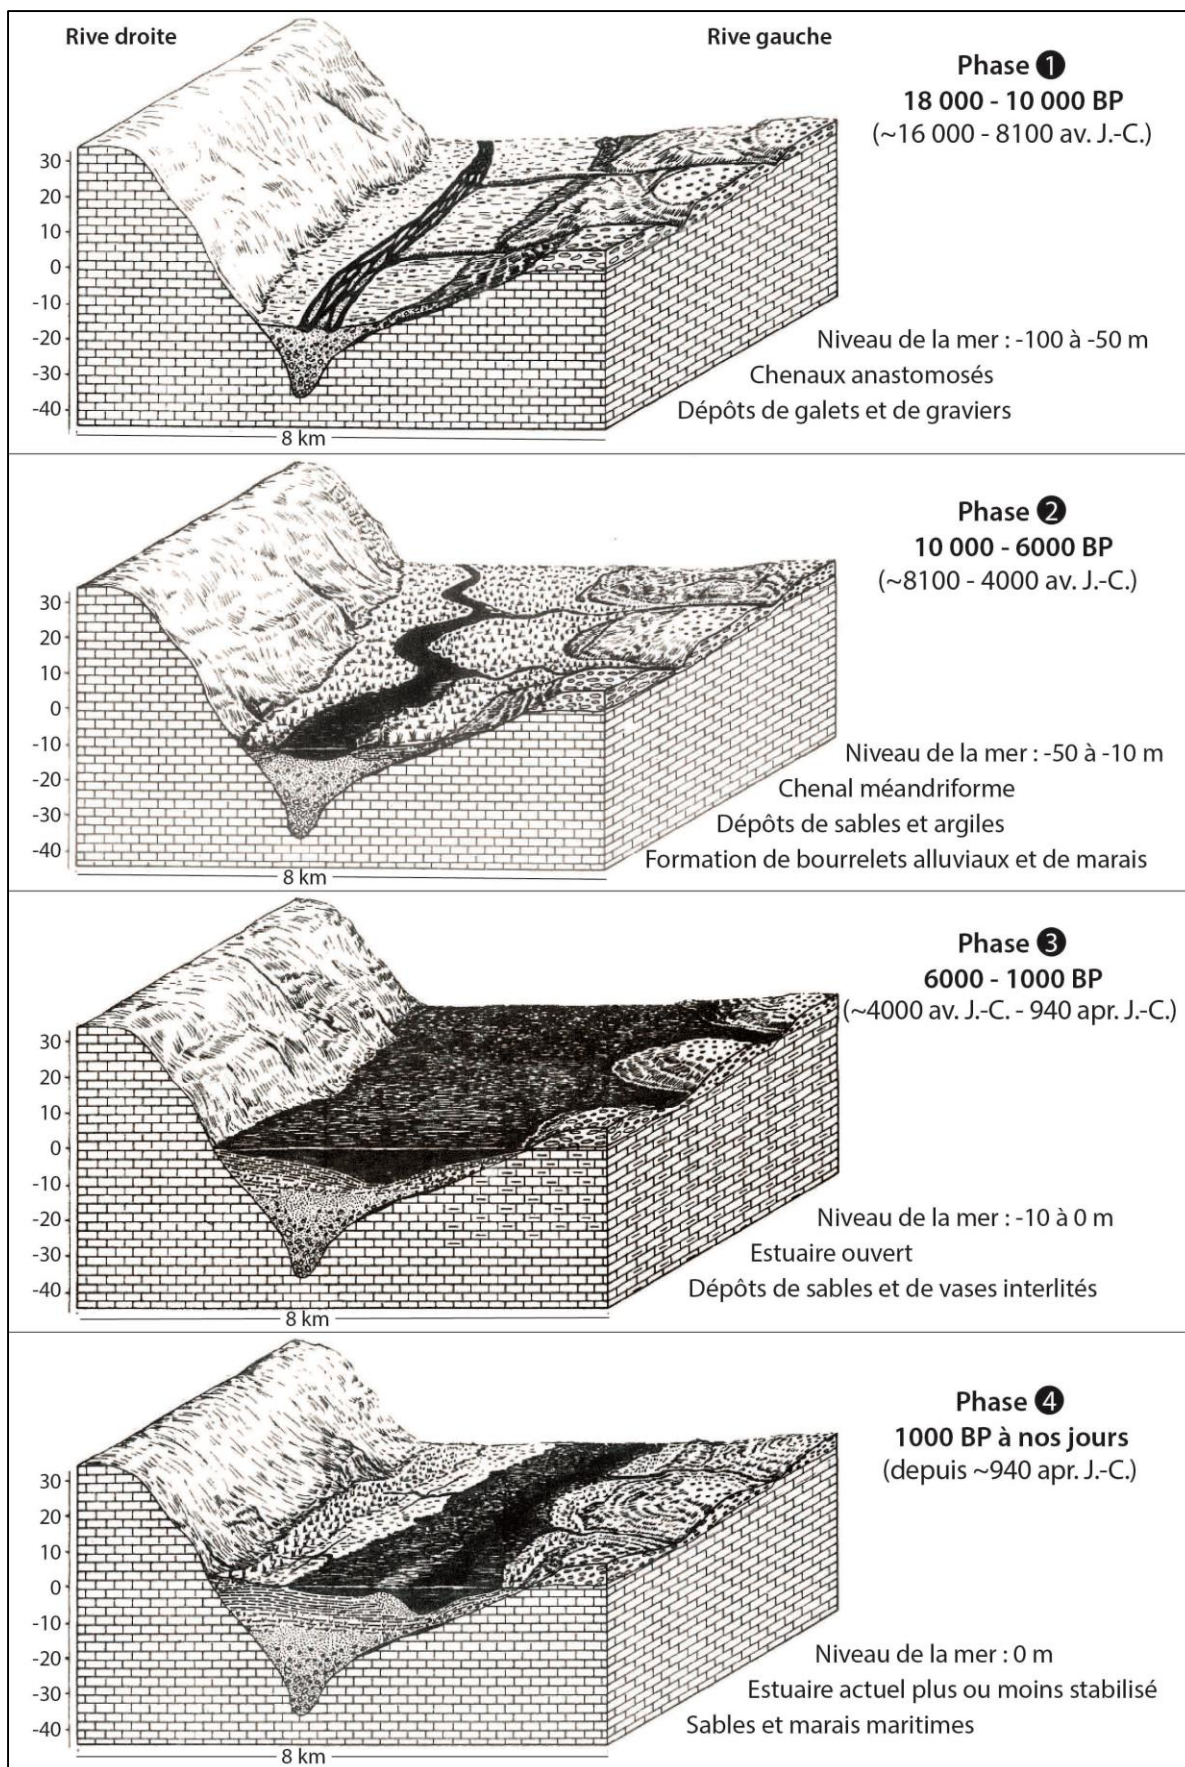 Rive droite
Rive gauche
Phase ❶
18 000 - 10 000 BP
(~16 000 - 8100 av. J.-C.)
30
20
10
0
-10
-20
-30
-40
Niveau de la mer : -100 à -50 m
Chenaux anastomosés
Dépôts de galets et de graviers
8 km
Phase ❷
10 000 - 6000 BP
(~8100 - 4000 av. J.-C.)
30
20
10
0
-10
-20
-30
-40
Niveau de la mer : -50 à -10 m
Chenal méandriforme
Dépôts de sables et argiles
Formation de bourrelets alluviaux et de marais
8 km
Phase ❸
6000 - 1000 BP
(~4000 av. J.-C. - 940 apr. J.-C.)
30
20
10
0
-10
-20
-30
-40
Niveau de la mer : -10 à 0 m
Estuaire ouvert
Dépôts de sables et de vases interlités
8 km
Phase ❹
1000 BP à nos jours
(depuis ~940 apr. J.-C.)
30
20
10
0
-10
-20
-30
-40
Niveau de la mer : 0 m
Estuaire actuel plus ou moins stabilisé
Sables et marais maritimes
8 km